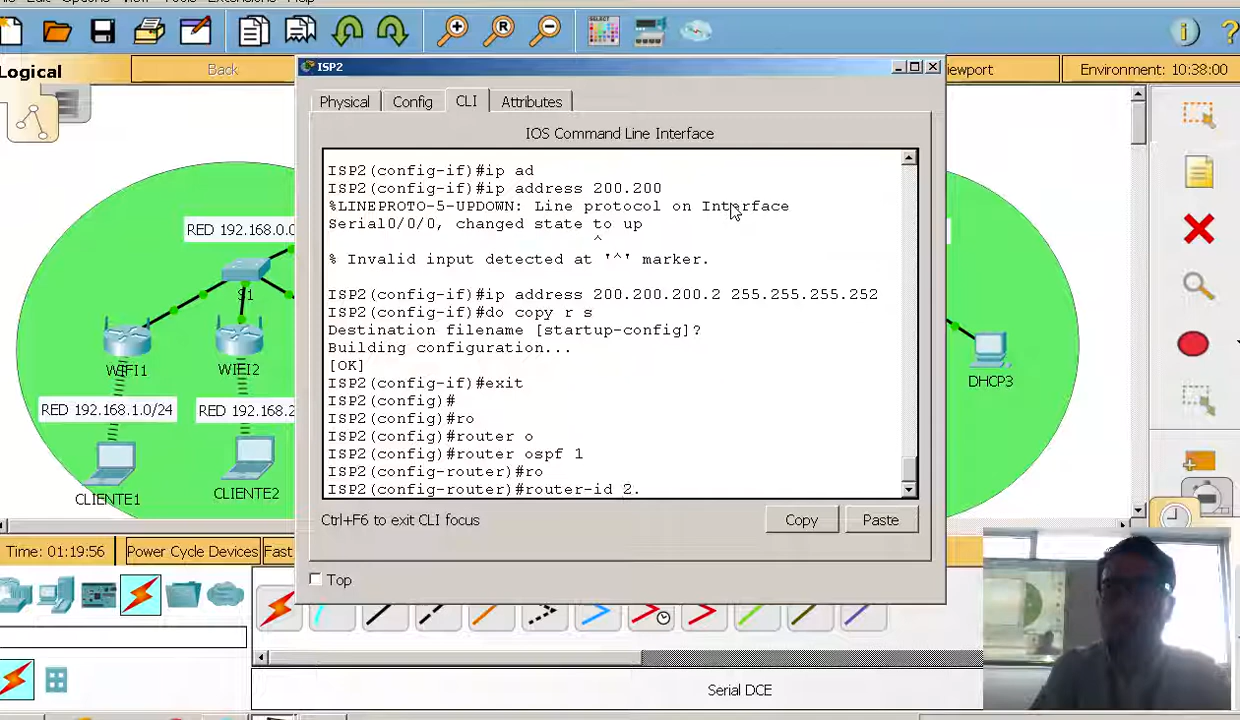 Extensions
Help
Logical
Back
ISP2
iewport
Environment: 10:38:00
Physical
Config
CLI
Attributes
IOS Command Line Interface
ISP2(config-if)#ip ad
ISP2(config-if)#ip address 200.200
%LINEPROTO-5-UPDOWN: Line protocol on Interface
Serial0/0/0, changed state to up
^
% Invalid input detected at '^' marker.
ISP2(config-if)#ip address 200.200.200.2 255.255.255.252
ISP2(config-if)#do copy r s
Destination filename [startup-config]?
Building configuration...
[OK]
ISP2(config-if)#exit
ISP2(config)#
ISP2(config)#ro
ISP2(config)#router o
ISP2(config)#router ospf 1
ISP2(config-router)#ro
ISP2(config-router)#router-id 2.
Ctrl+F6 to exit CLI focus
Copy
Paste
Top
RED 192.168.0.0
S1
WIFI1
WIFI2
RED 192.168.1.0/24
RED 192.168.2
CLIENTE1
CLIENTE2
DHCP3
Time: 01:19:56
Power Cycle Devices
Fast
SELECT
Serial DCE